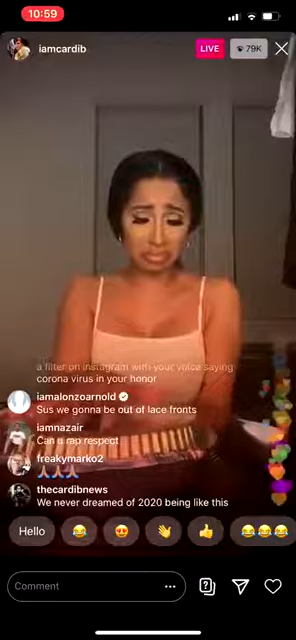 10:59
iamcardib
LIVE
79K
a filter on instagram with your voice saying
corona virus in your honor
iamalonzoarnold
Sus we gonna be out of lace fronts
iamnazair
Can u rap respect
freakymarko2
🙏🏽🙏🏽🙏🏽
thecardibnews
We never dreamed of 2020 being like this
Hello 😂 😍 👋 👍 😂😂😂
Comment